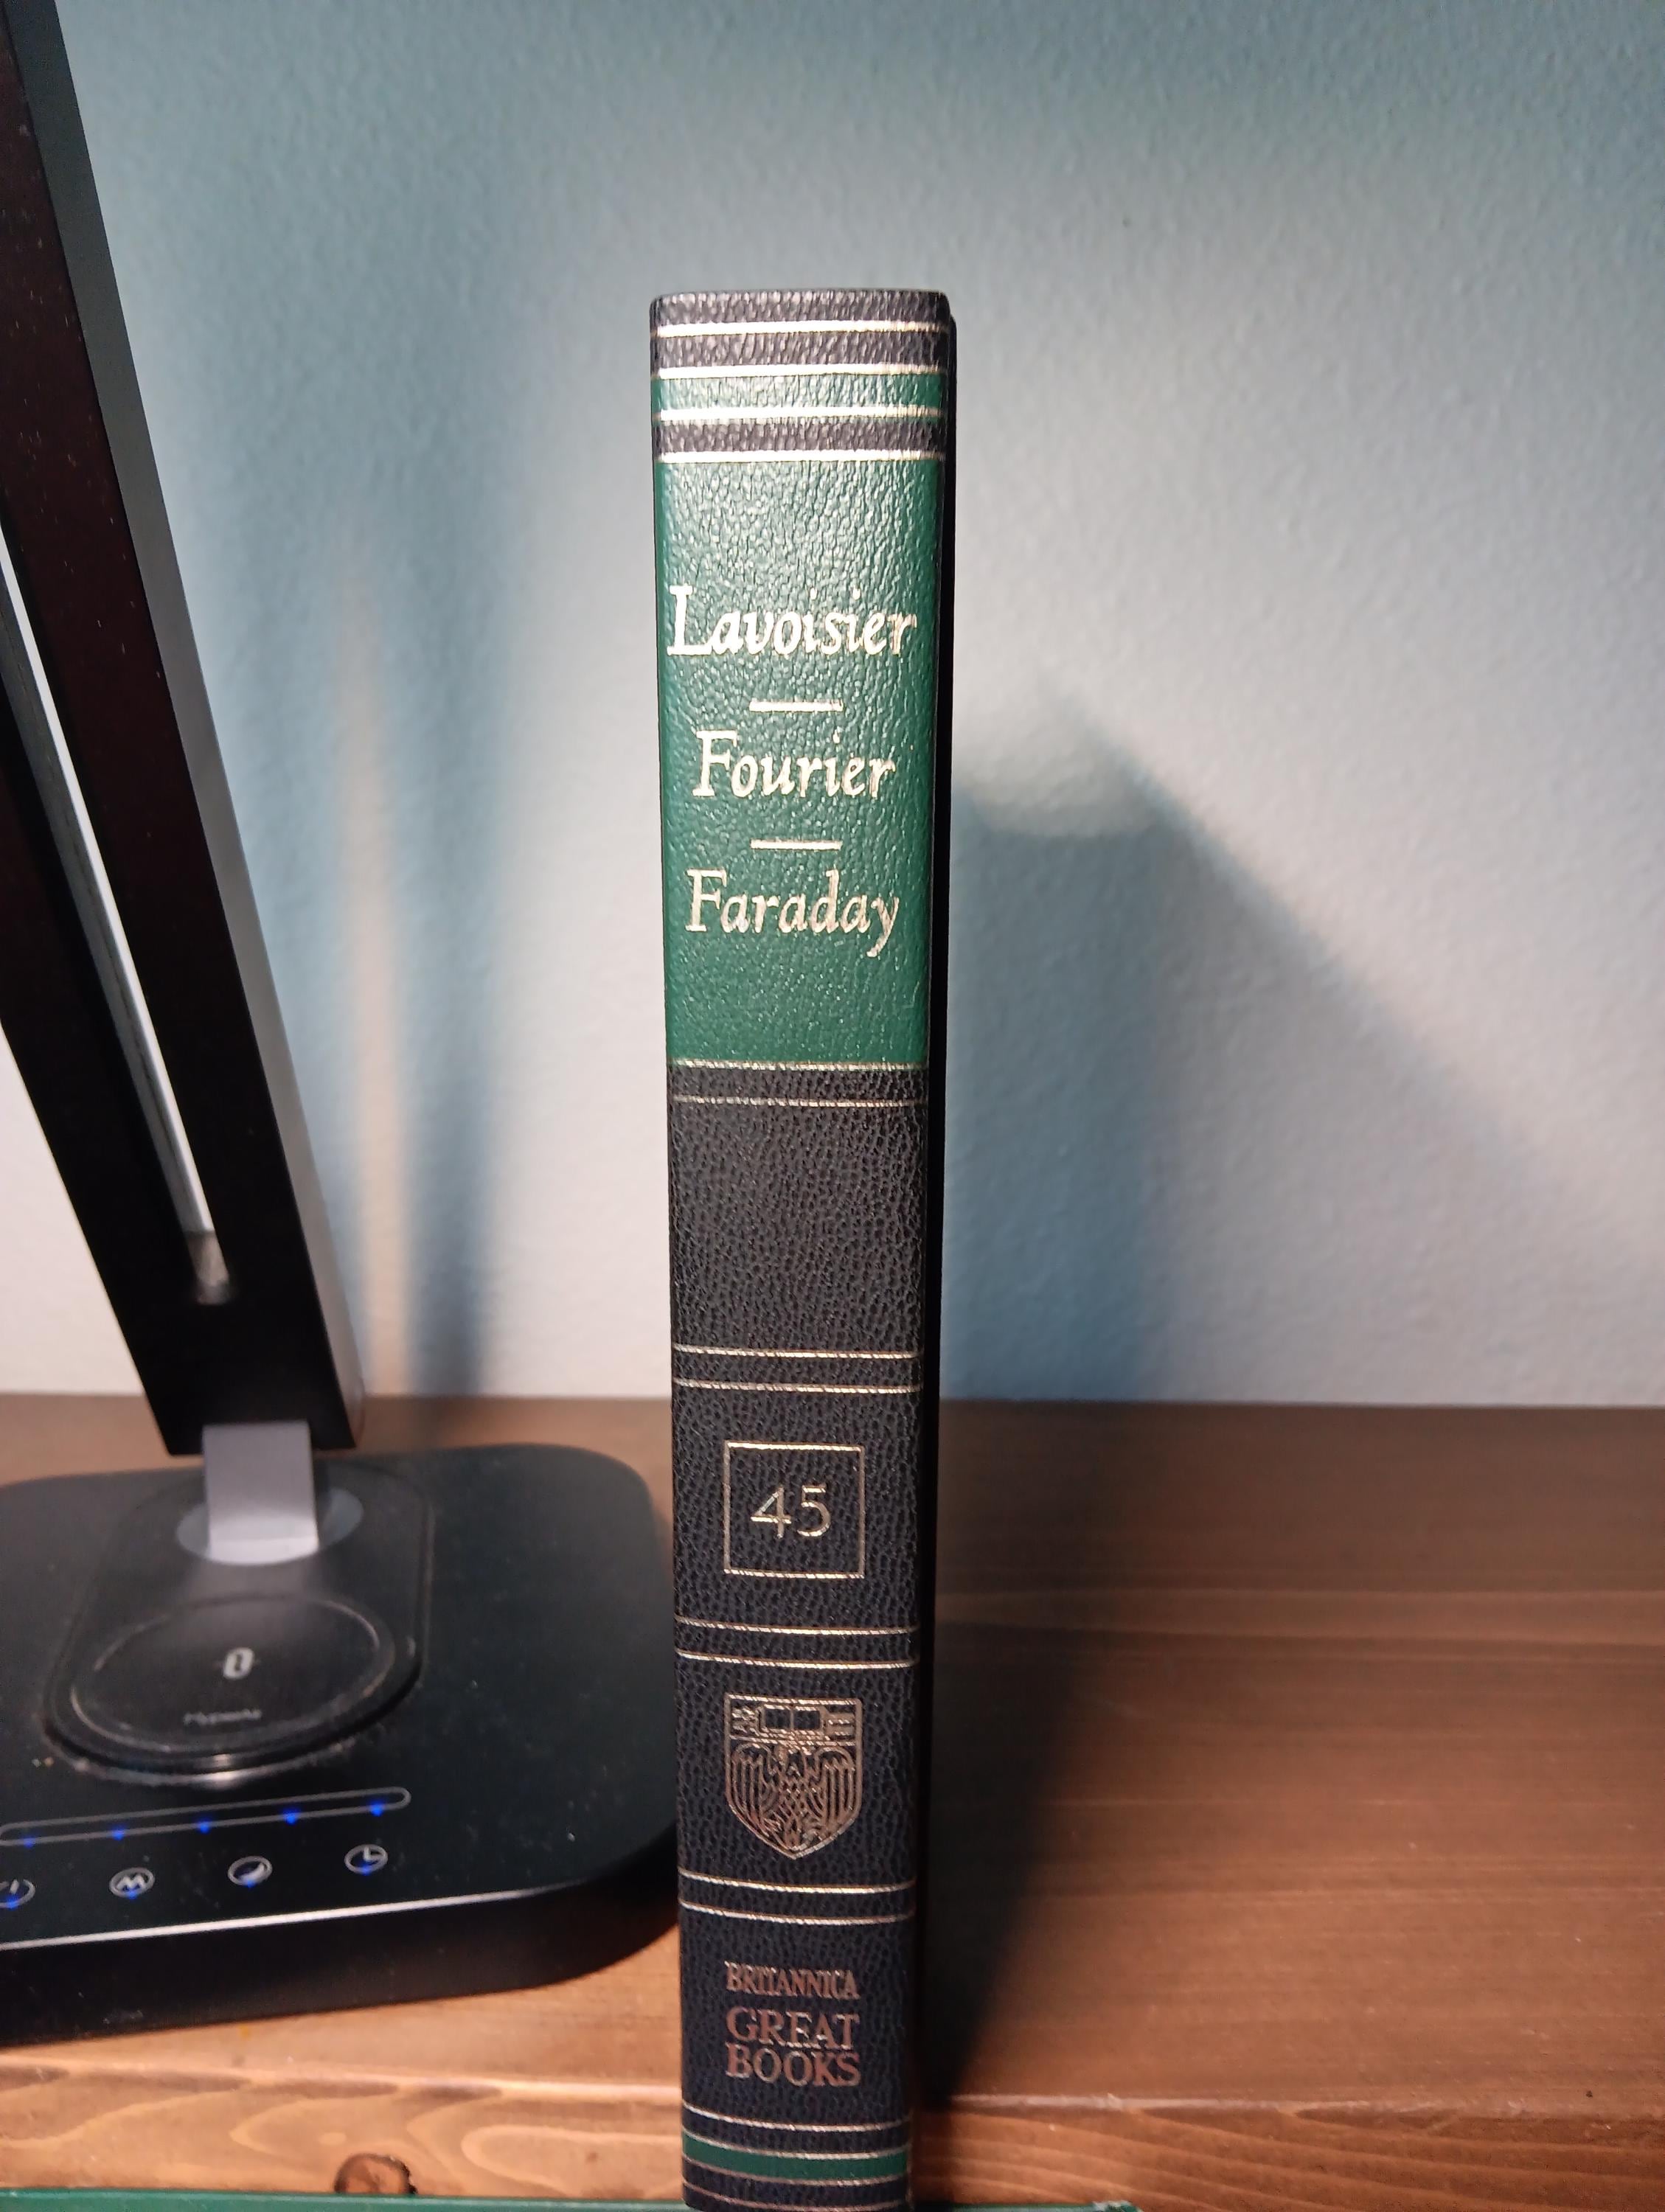 Lavoisier
Fourier
Faraday
45
BRITANNICA
GREAT
BOOKS